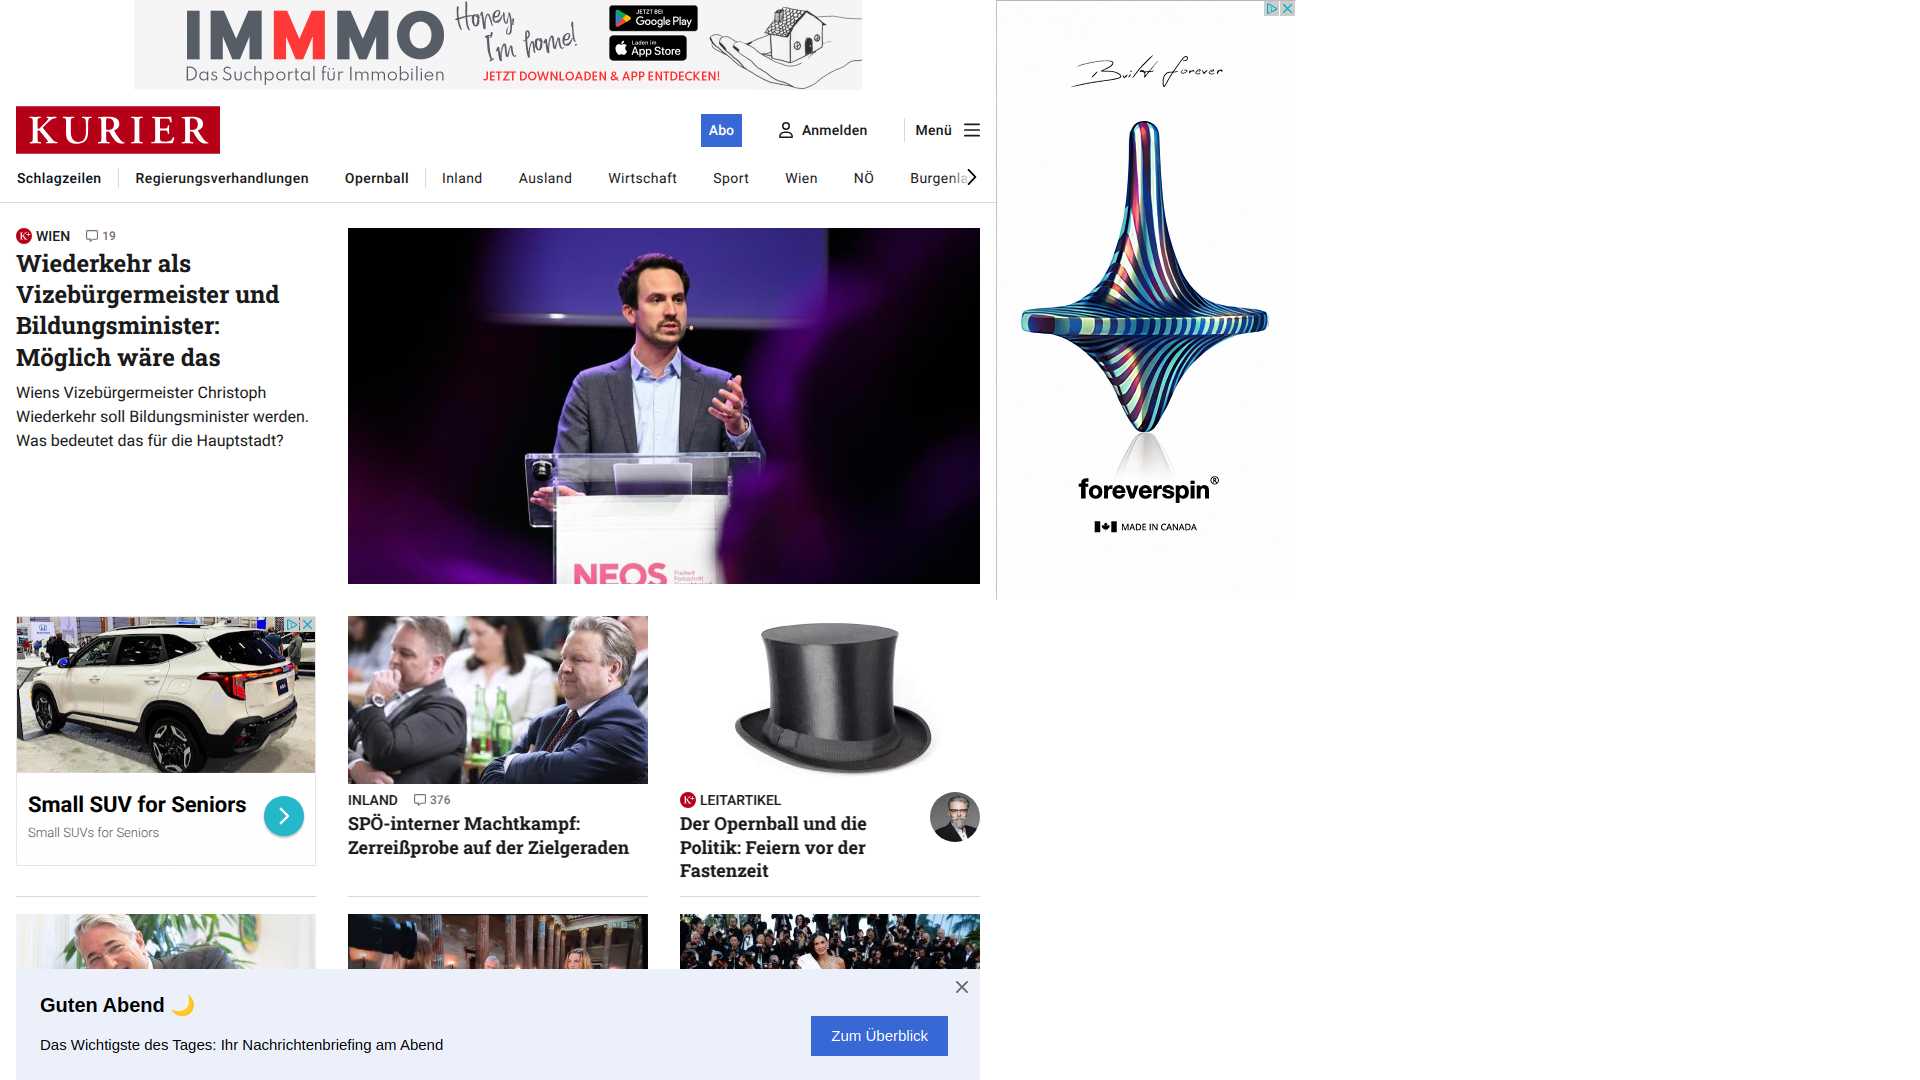 IMMMO
Das Suchportal für Immobilien
Honey,
I'm home!
JETZT BEI
Google Play
Laden im
App Store
JETZT DOWNLOADEN & APP ENTDECKEN!
KURIER
Abo
Anmelden
Menü
Schlagzeilen
Regierungsverhandlungen
Opernball
Inland
Ausland
Wirtschaft
Sport
Wien
NÖ
Burgenla
K+ WIEN 19
Wiederkehr als
Vizebürgermeister und
Bildungsminister:
Möglich wäre das
Wiens Vizebürgermeister Christoph
Wiederkehr soll Bildungsminister werden.
Was bedeutet das für die Hauptstadt?
NEOS
Built forever
foreverspin®
MADE IN CANADA
Small SUV for Seniors
Small SUVs for Seniors
INLAND 376
SPÖ-interner Machtkampf:
Zerreißprobe auf der Zielgeraden
K+ LEITARTIKEL
Der Opernball und die
Politik: Feiern vor der
Fastenzeit
Guten Abend 🌙
Das Wichtigste des Tages: Ihr Nachrichtenbriefing am Abend
Zum Überblick